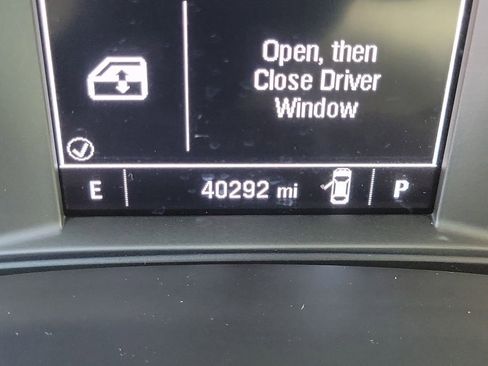 Open, then
Close Driver
Window
E
40292 mi
P